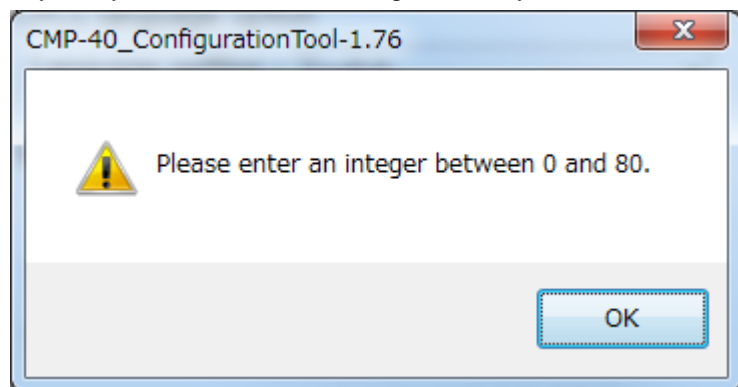 CMP-40_ConfigurationTool-1.76
Please enter an integer between 0 and 80.
OK